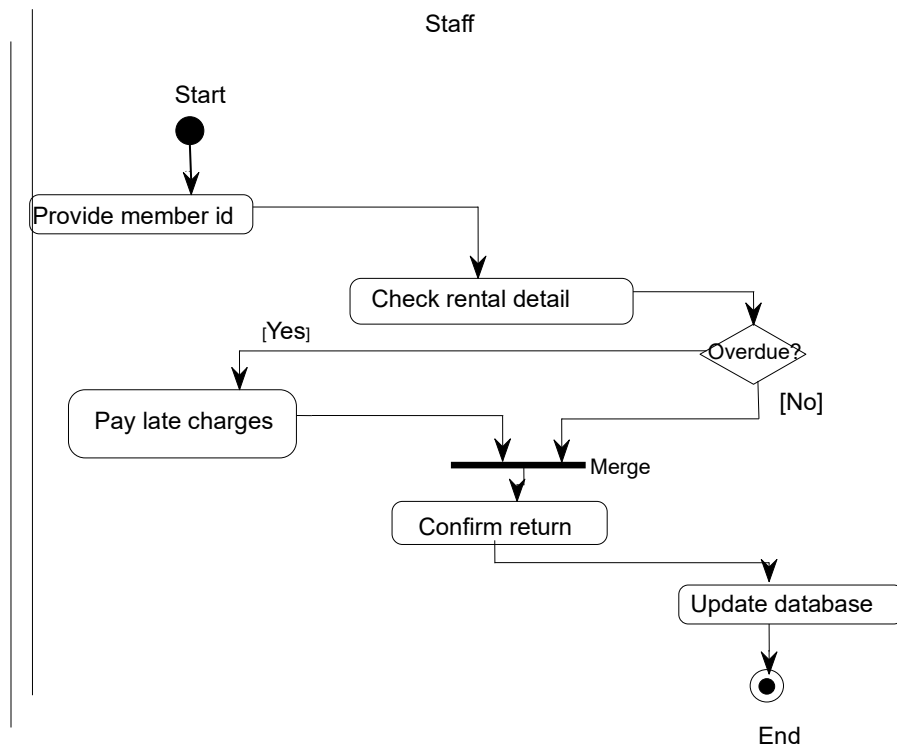 Staff
Start
Provide member id
Check rental detail
[Yes]
Overdue?
[No]
Pay late charges
Merge
Confirm return
Update database
End